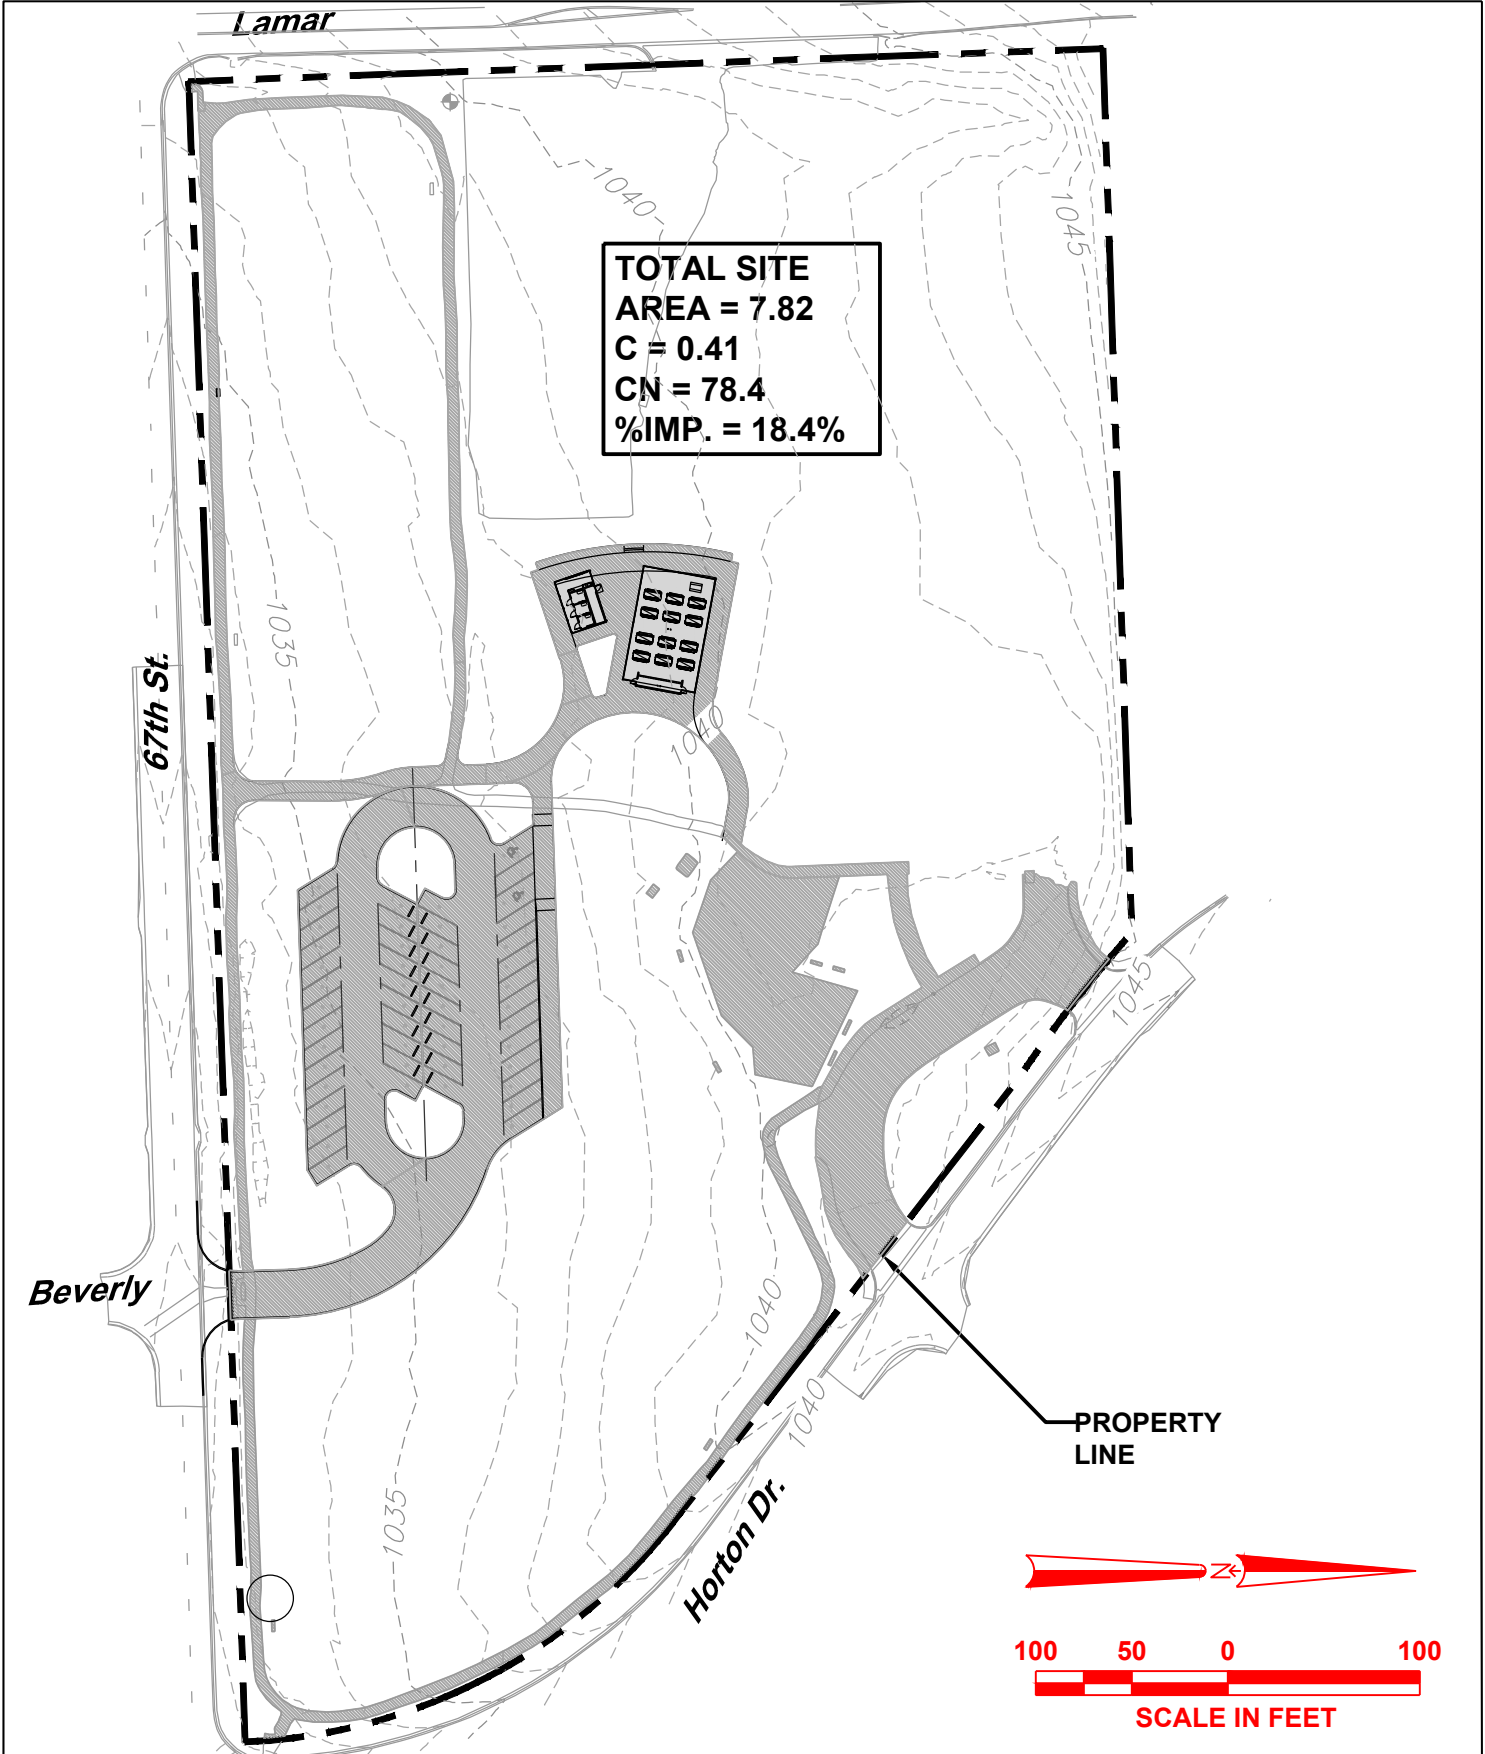 Lamar
1040
1045
TOTAL SITE
AREA = 7.82
C = 0.41
CN = 78.4
%IMP. = 18.4%
1035
67th St.
1040
1045
Beverly
1040
1040
PROPERTY
LINE
1035
Horton Dr.
N
100 50 0 100
SCALE IN FEET